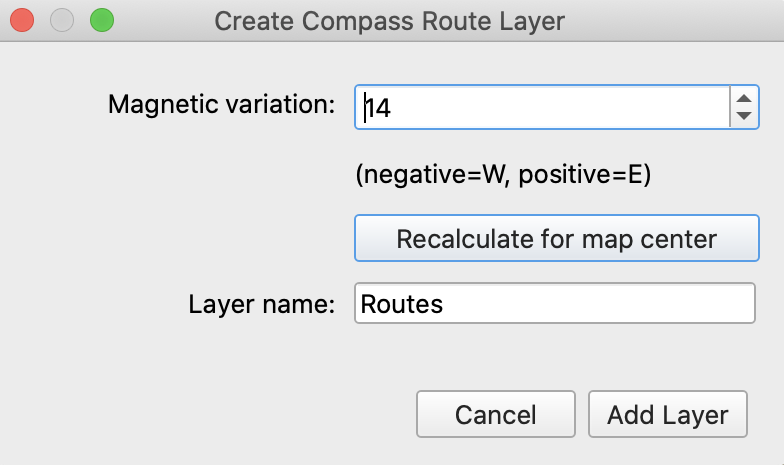 Create Compass Route Layer
Magnetic variation: 14
(negative=W, positive=E)
Recalculate for map center
Layer name: Routes
Cancel Add Layer